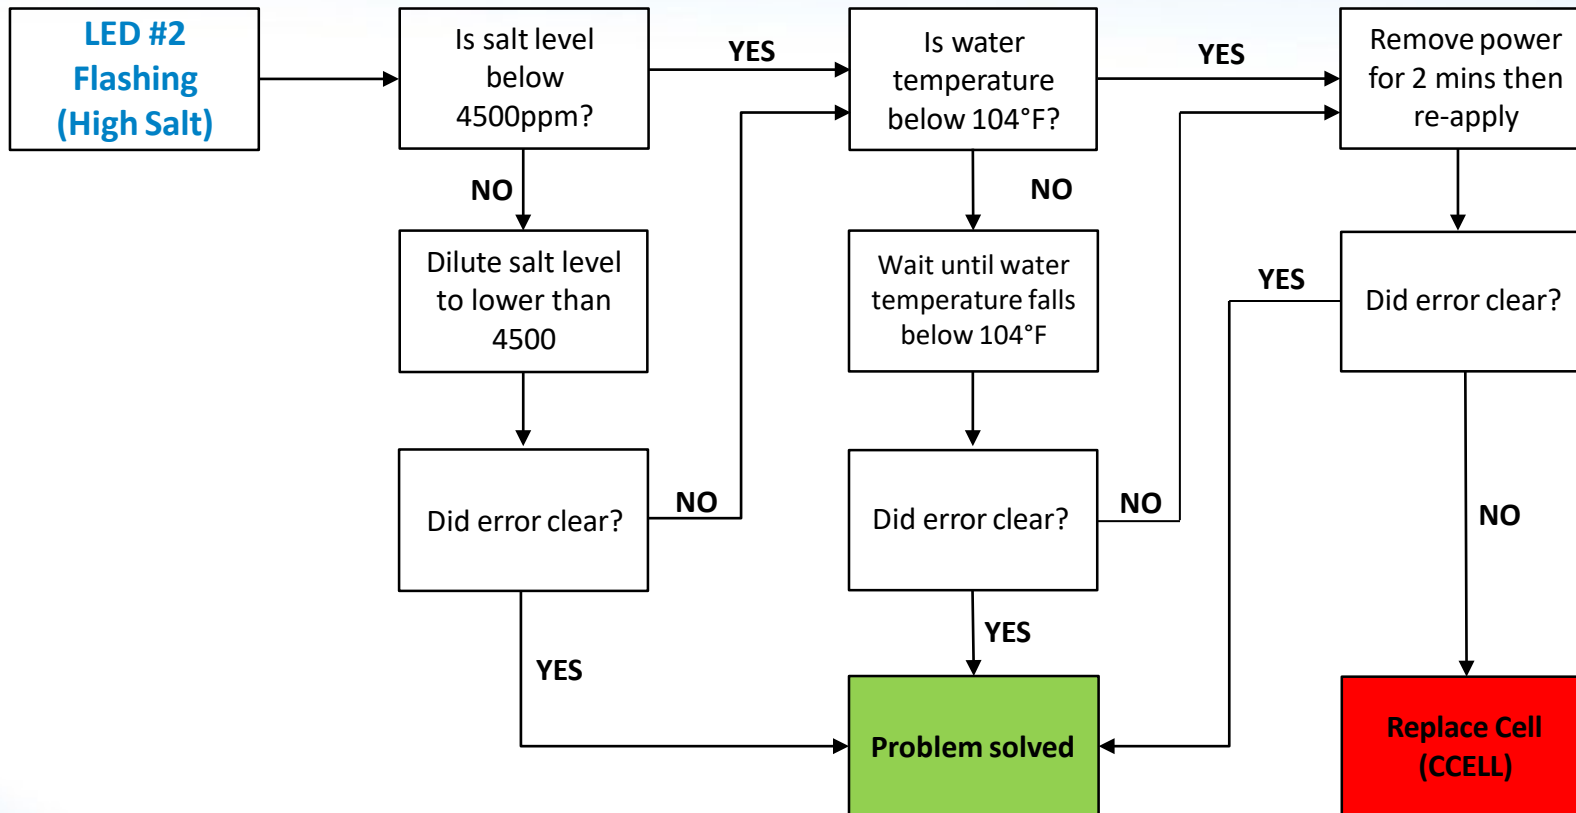 LED #2
Flashing
(High Salt)
Is salt level
below
4500ppm?
YES
Is water
temperature
below 104°F?
YES
Remove power
for 2 mins then
re-apply
NO
NO
Dilute salt level
to lower than
4500
Wait until water
temperature falls
below 104°F
YES
Did error clear?
Did error clear?
NO
Did error clear?
NO
NO
YES
YES
Problem solved
Replace Cell
(CCELL)